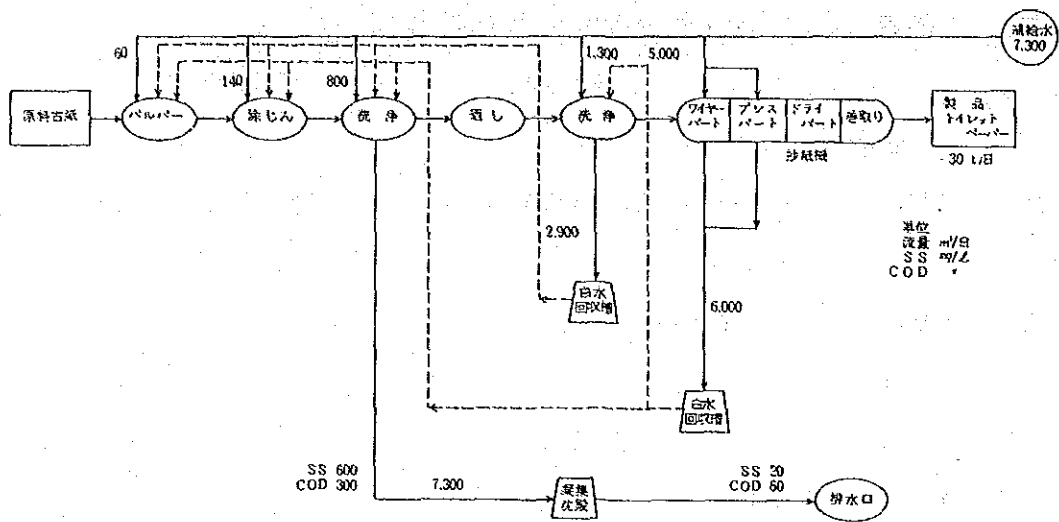 補給水
7.300
60
140
800
1.300
5.000
原料古紙
パルパー
除じん
洗浄
晒し
洗浄
ワイヤー
パート
プレス
パート
ドライ
パート
巻取り
抄紙機
製品
トイレット
ペーパー
30 t/日
単位
流量 m³/日
SS mg/ℓ
COD 〃
2.900
白水
回収槽
6.000
白水
回収槽
SS 600
COD 300
7.300
凝集
沈殿
SS 20
COD 60
排水口